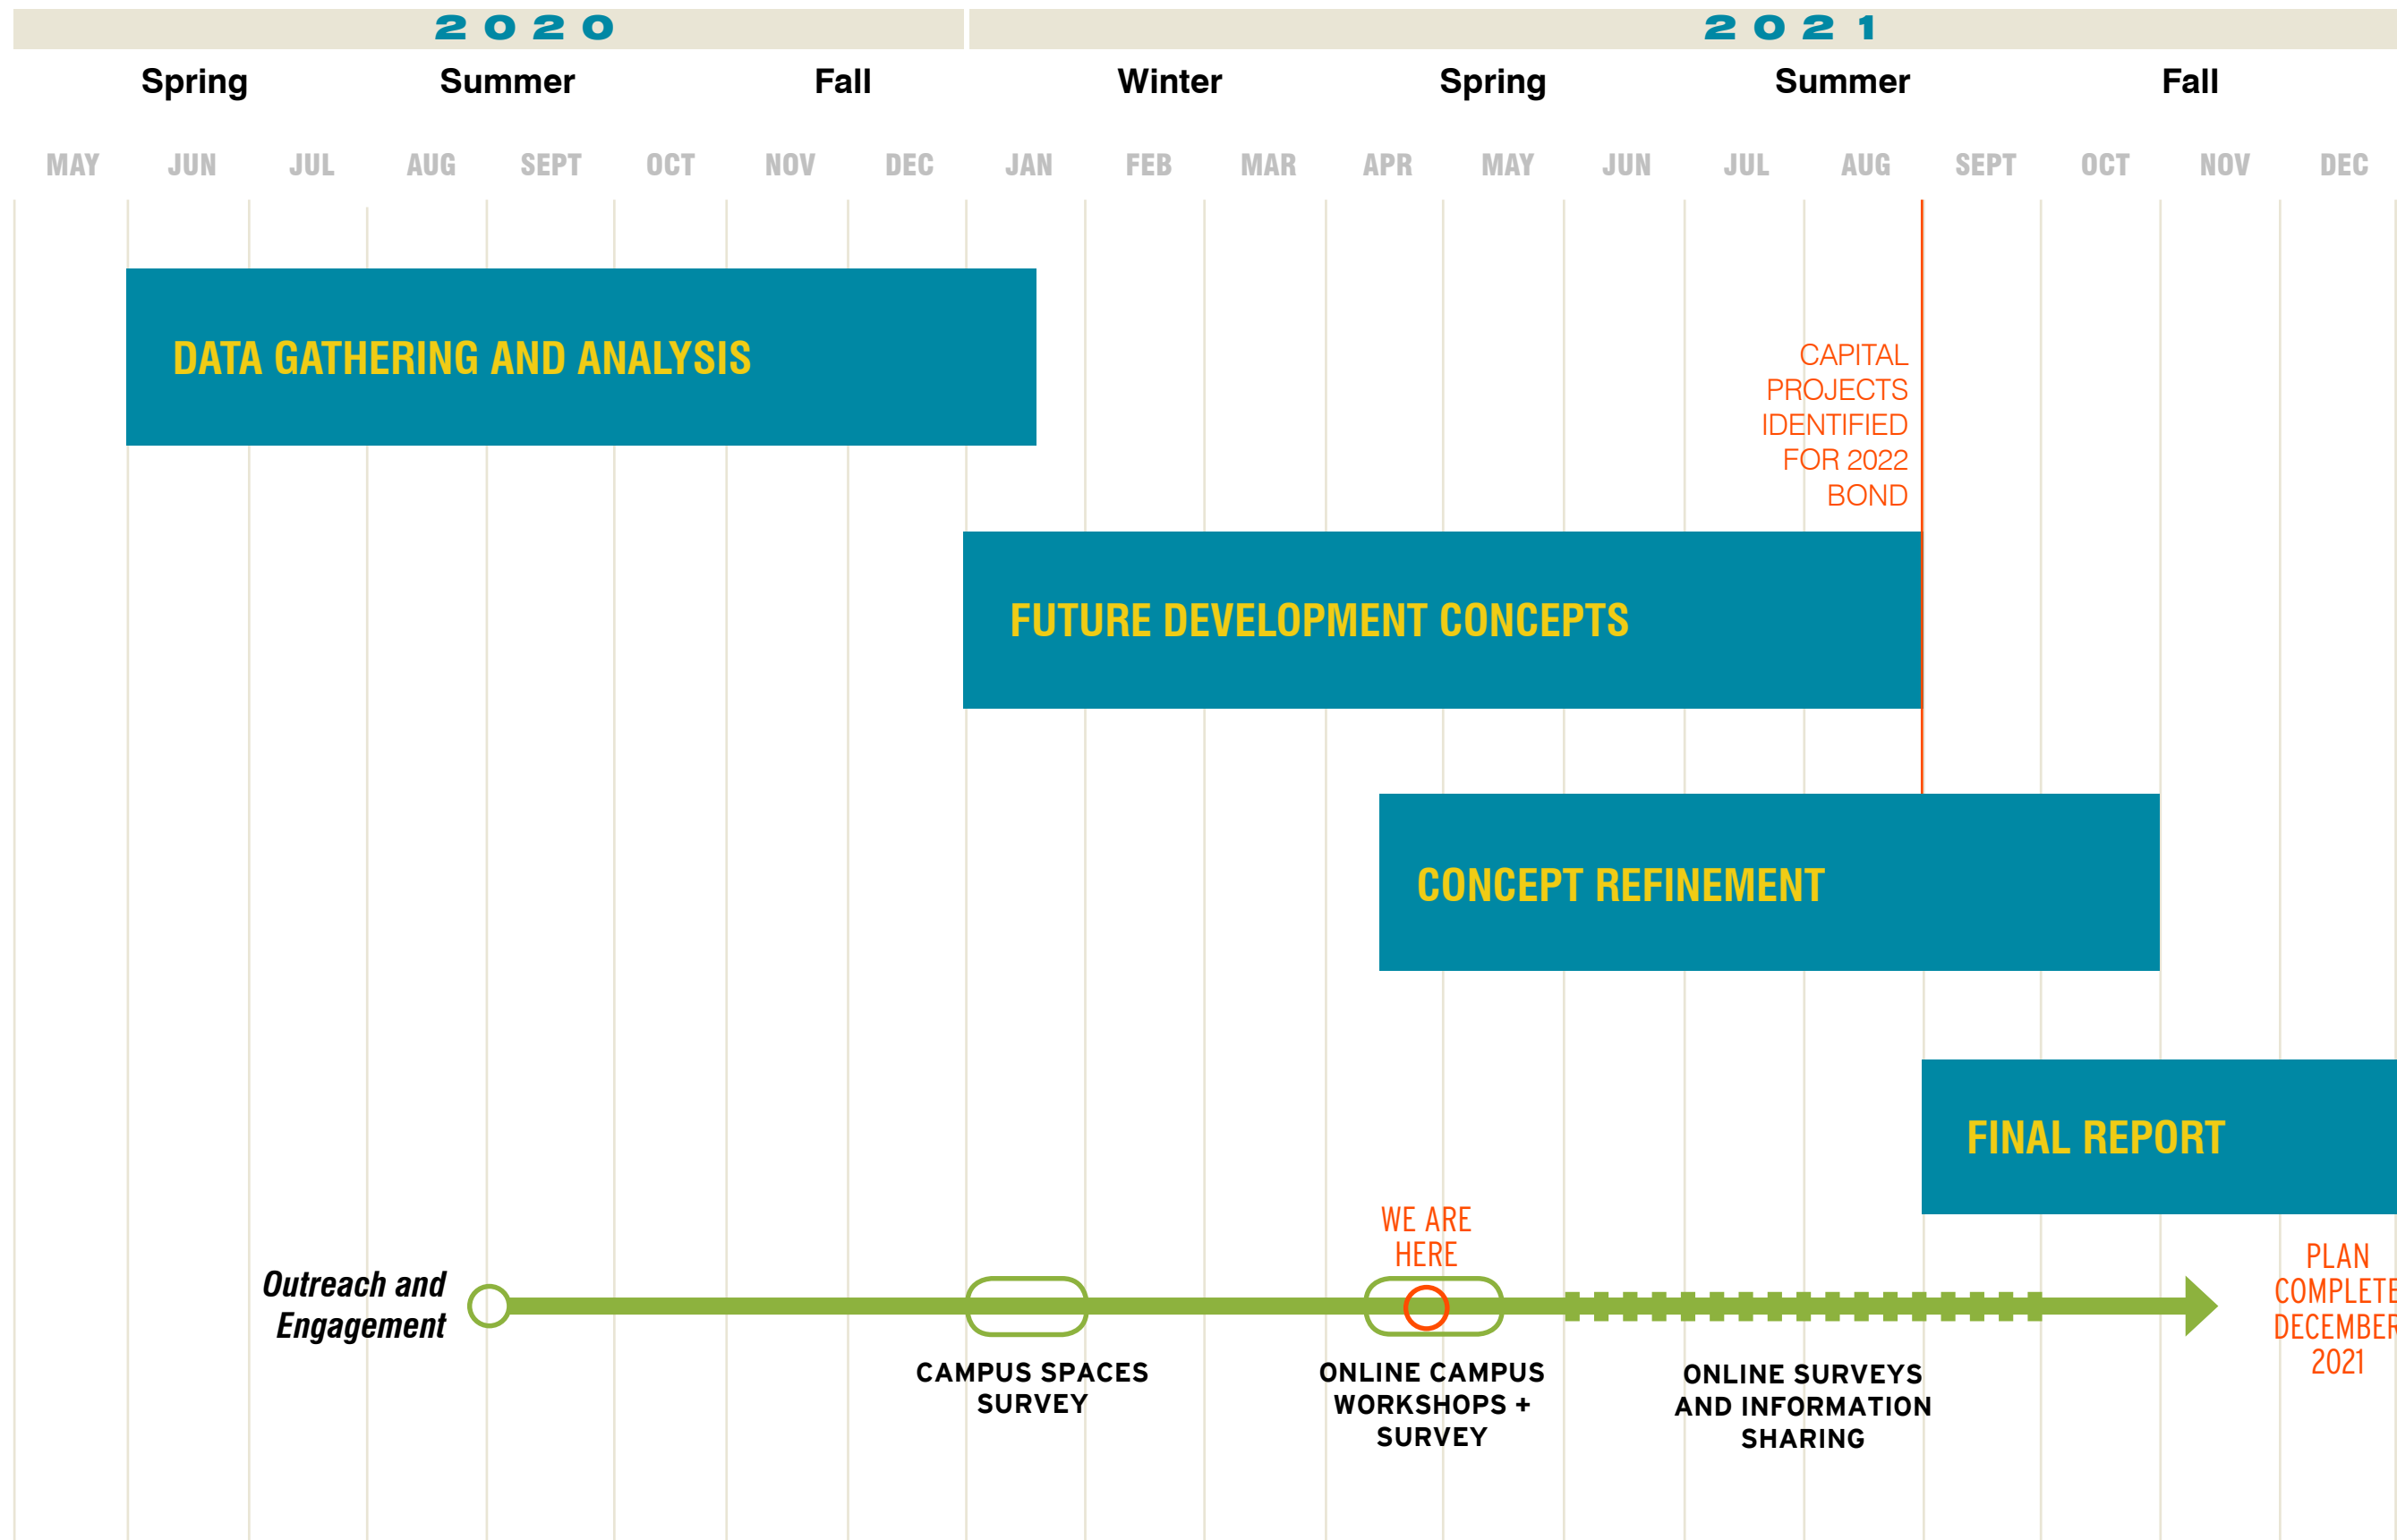 2020 2021
Spring Summer Fall Winter Spring Summer Fall
MAY JUN JUL AUG SEPT OCT NOV DEC JAN FEB MAR APR MAY JUN JUL AUG SEPT OCT NOV DEC
DATA GATHERING AND ANALYSIS
CAPITAL
PROJECTS
IDENTIFIED
FOR 2022
BOND
FUTURE DEVELOPMENT CONCEPTS
CONCEPT REFINEMENT
FINAL REPORT
WE ARE
HERE
Outreach and
Engagement
PLAN
COMPLETE
DECEMBER
2021
CAMPUS SPACES
SURVEY
ONLINE CAMPUS
WORKSHOPS +
SURVEY
ONLINE SURVEYS
AND INFORMATION
SHARING